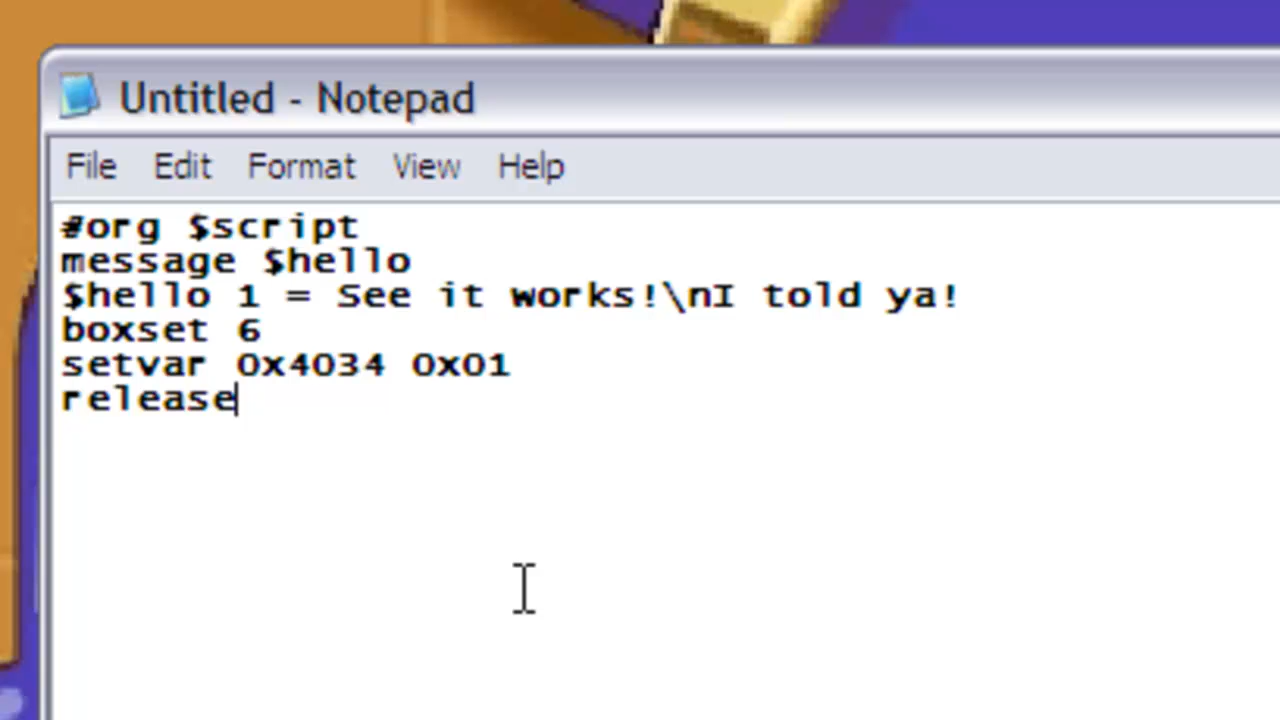 Untitled - Notepad
File Edit Format View Help
#org $script
message $hello
$hello 1 = See it works!\nI told ya!
boxset 6
setvar 0x4034 0x01
release